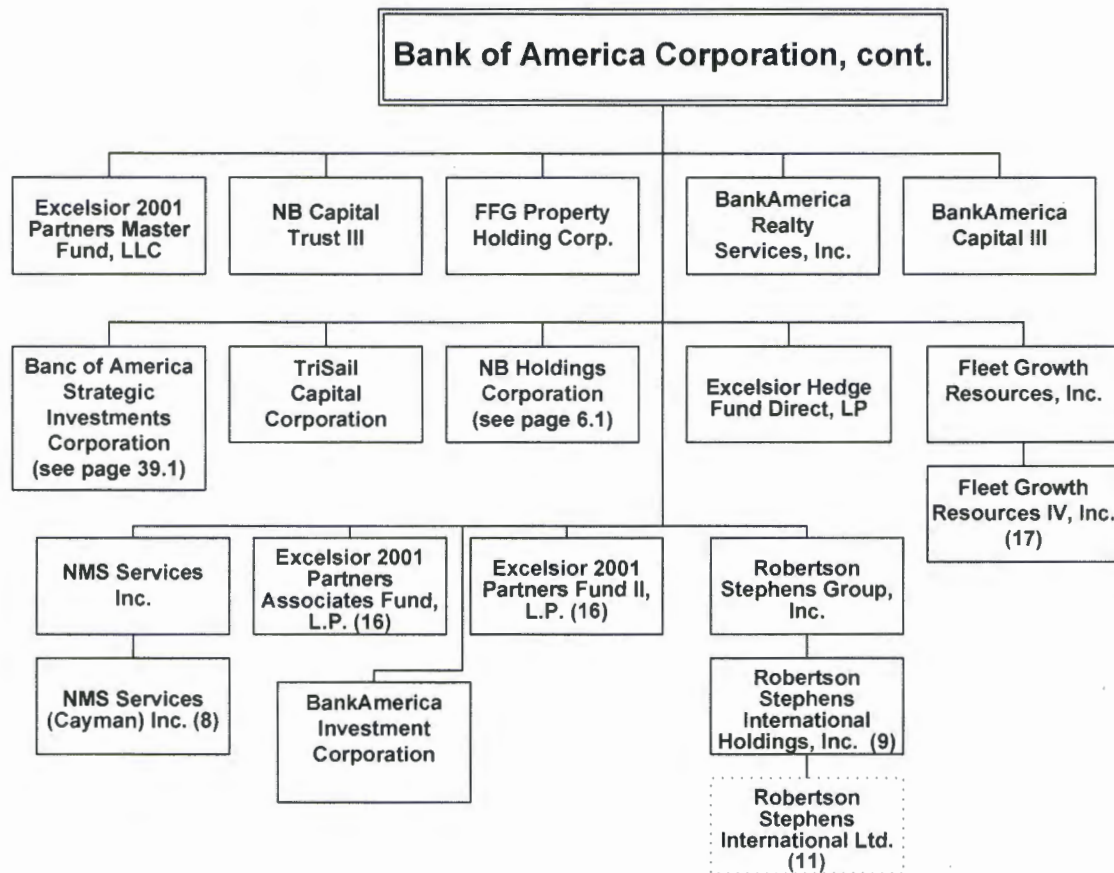 Bank of America Corporation, cont.
Excelsior 2001
Partners Master
Fund, LLC
NB Capital
Trust III
FFG Property
Holding Corp.
BankAmerica
Realty
Services, Inc.
BankAmerica
Capital III
Banc of America
Strategic
Investments
Corporation
(see page 39.1)
TriSail
Capital
Corporation
NB Holdings
Corporation
(see page 6.1)
Excelsior Hedge
Fund Direct, LP
Fleet Growth
Resources, Inc.
Fleet Growth
Resources IV, Inc.
(17)
NMS Services
Inc.
Excelsior 2001
Partners
Associates Fund,
L.P. (16)
Excelsior 2001
Partners Fund II,
L.P. (16)
Robertson
Stephens Group,
Inc.
NMS Services
(Cayman) Inc. (8)
BankAmerica
Investment
Corporation
Robertson
Stephens
International
Holdings, Inc. (9)
Robertson
Stephens
International Ltd.
(11)